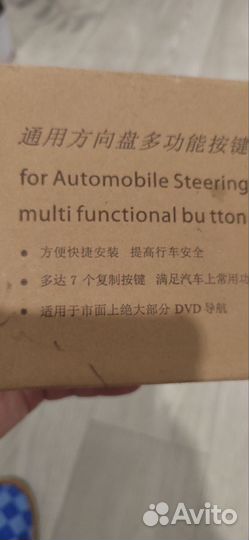 通用方向盘多功能按键
for Automobile Steering
multi functional bu tton
● 方便快捷安装 提高行车安全
● 多达 7 个复制按键 满足汽车上常用功
● 适用于市面上绝大部分 DVD 导航
Avito